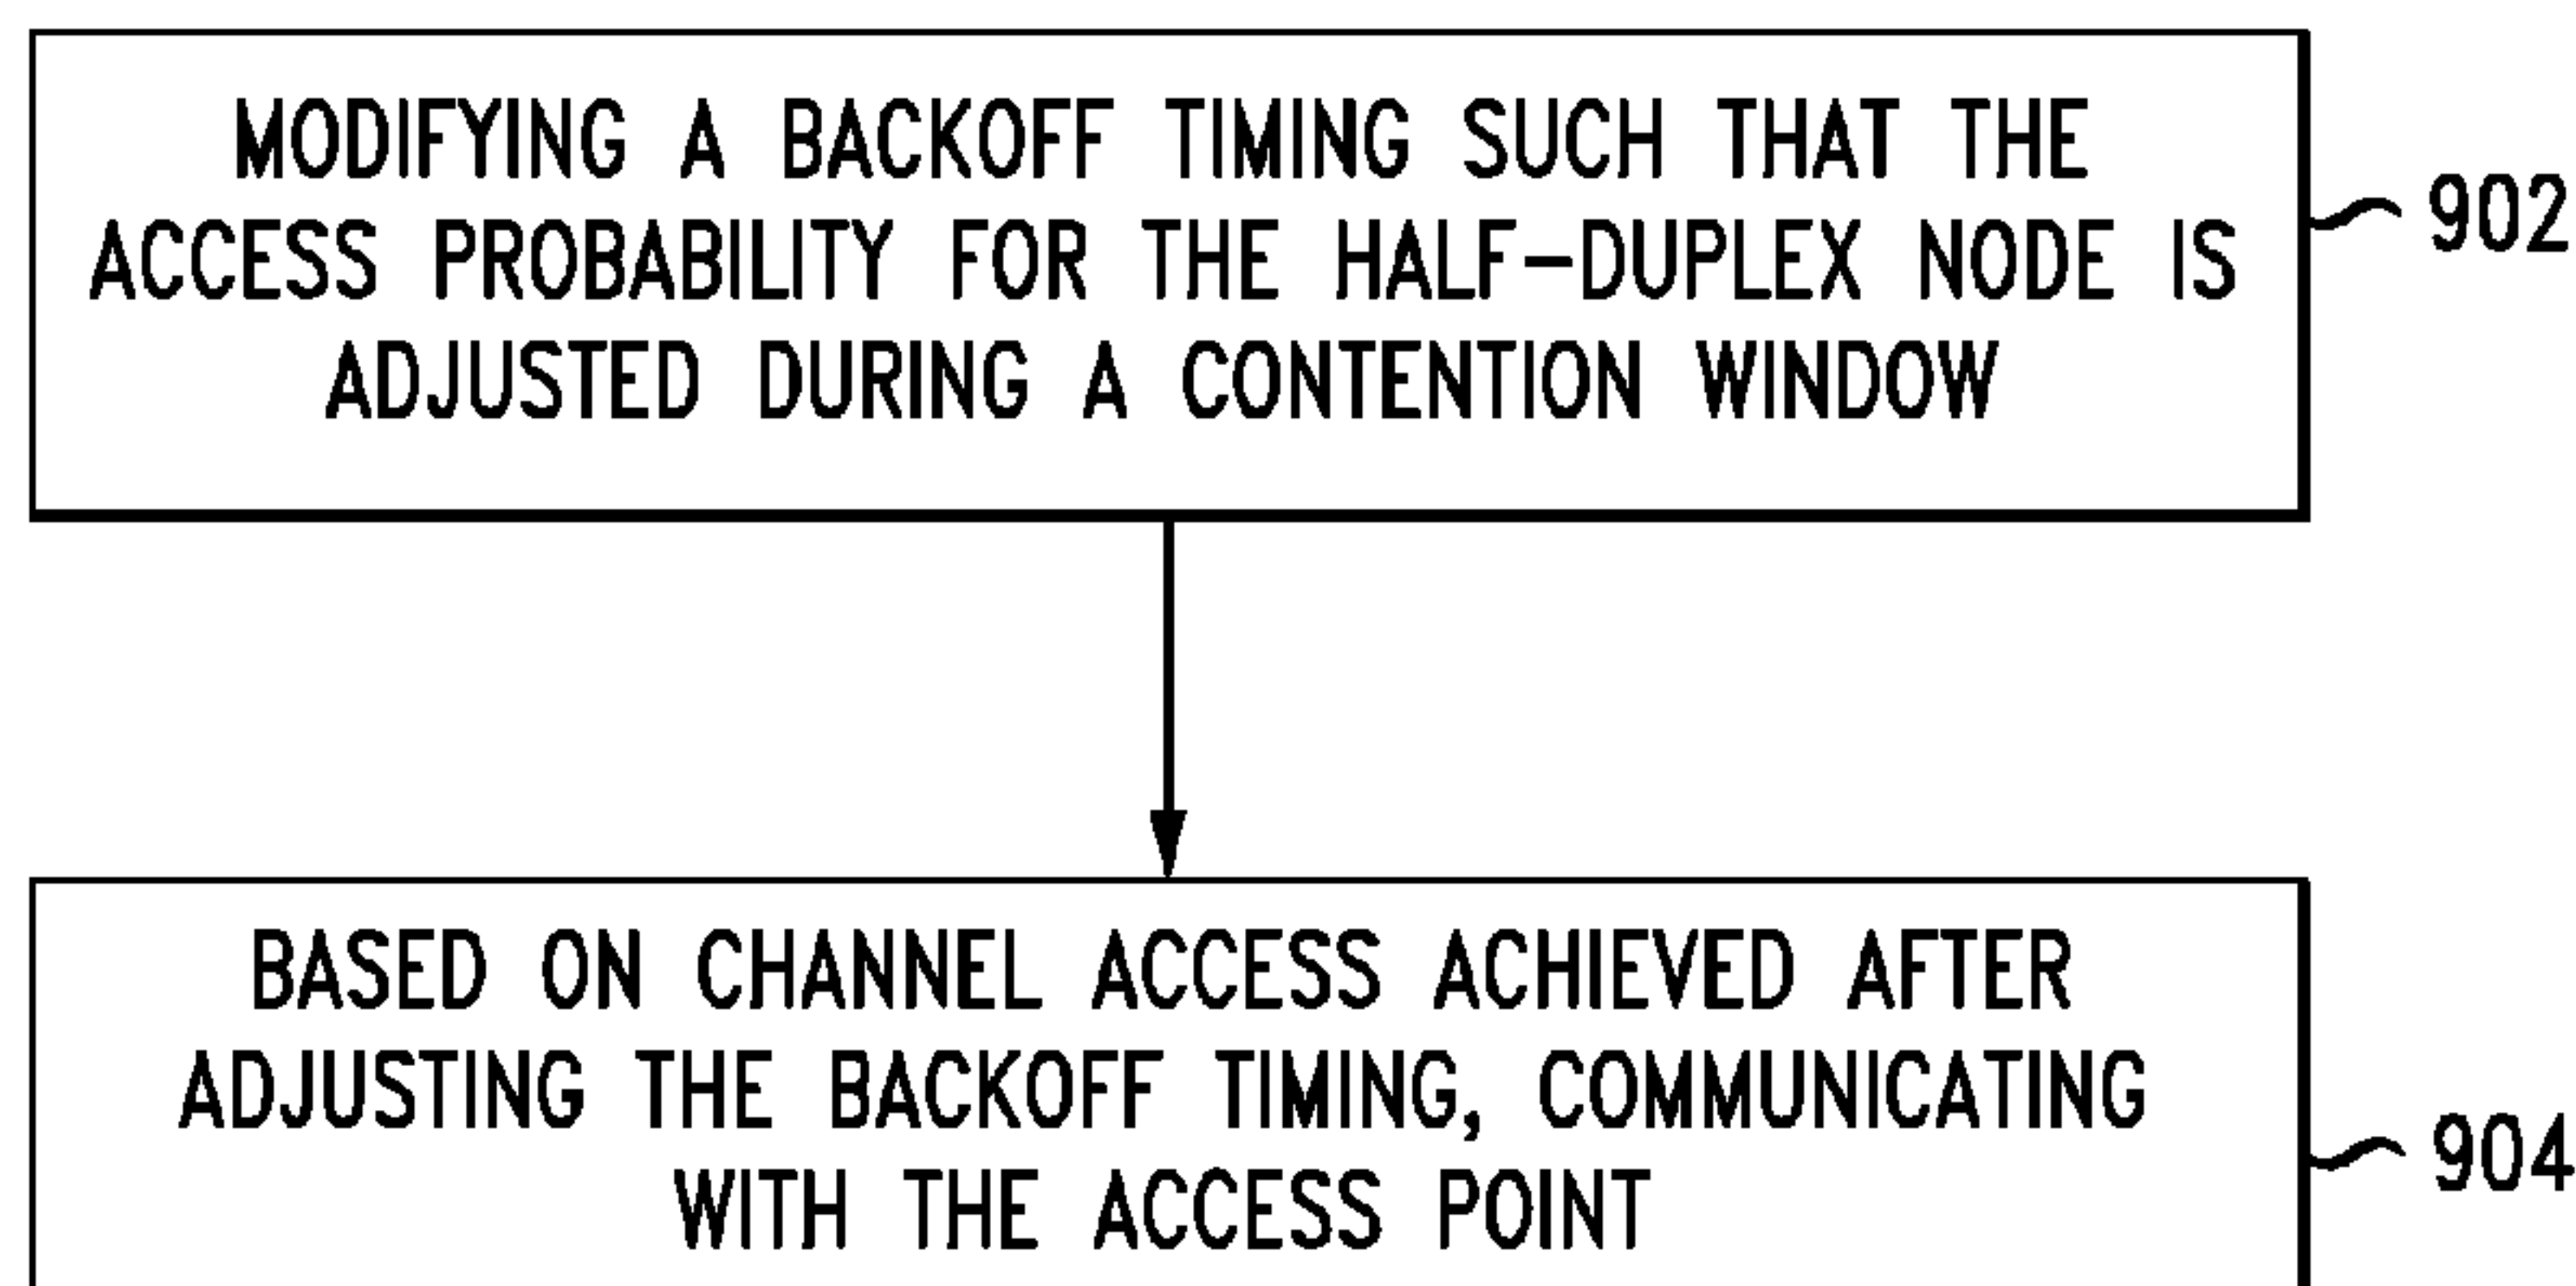 MODIFYING A BACKOFF TIMING SUCH THAT THE
ACCESS PROBABILITY FOR THE HALF-DUPLEX NODE IS
ADJUSTED DURING A CONTENTION WINDOW
902
BASED ON CHANNEL ACCESS ACHIEVED AFTER
ADJUSTING THE BACKOFF TIMING, COMMUNICATING
WITH THE ACCESS POINT
904